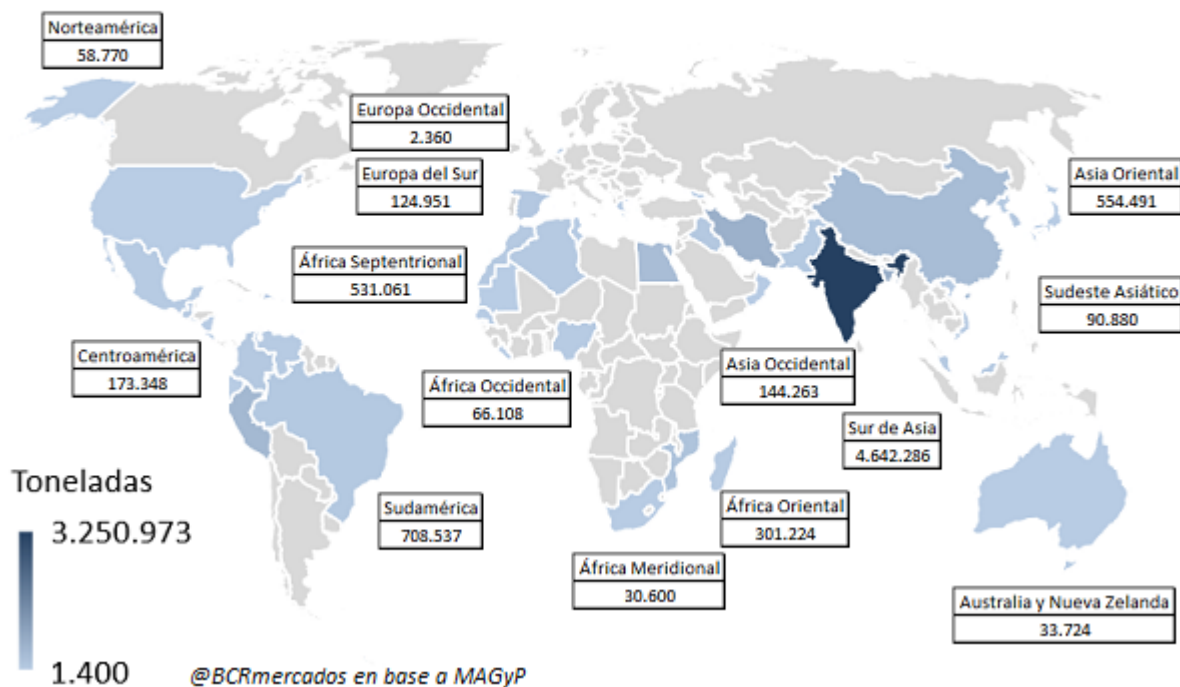 Norteamérica
58.770
Europa Occidental
2.360
Europa del Sur
124.951
Asia Oriental
554.491
África Septentrional
531.061
Sudeste Asiático
90.880
Centroamérica
173.348
África Occidental
66.108
Asia Occidental
144.263
Sur de Asia
4.642.286
Toneladas
3.250.973
1.400
Sudamérica
708.537
África Oriental
301.224
África Meridional
30.600
Australia y Nueva Zelanda
33.724
@BCRmercados en base a MAGyP